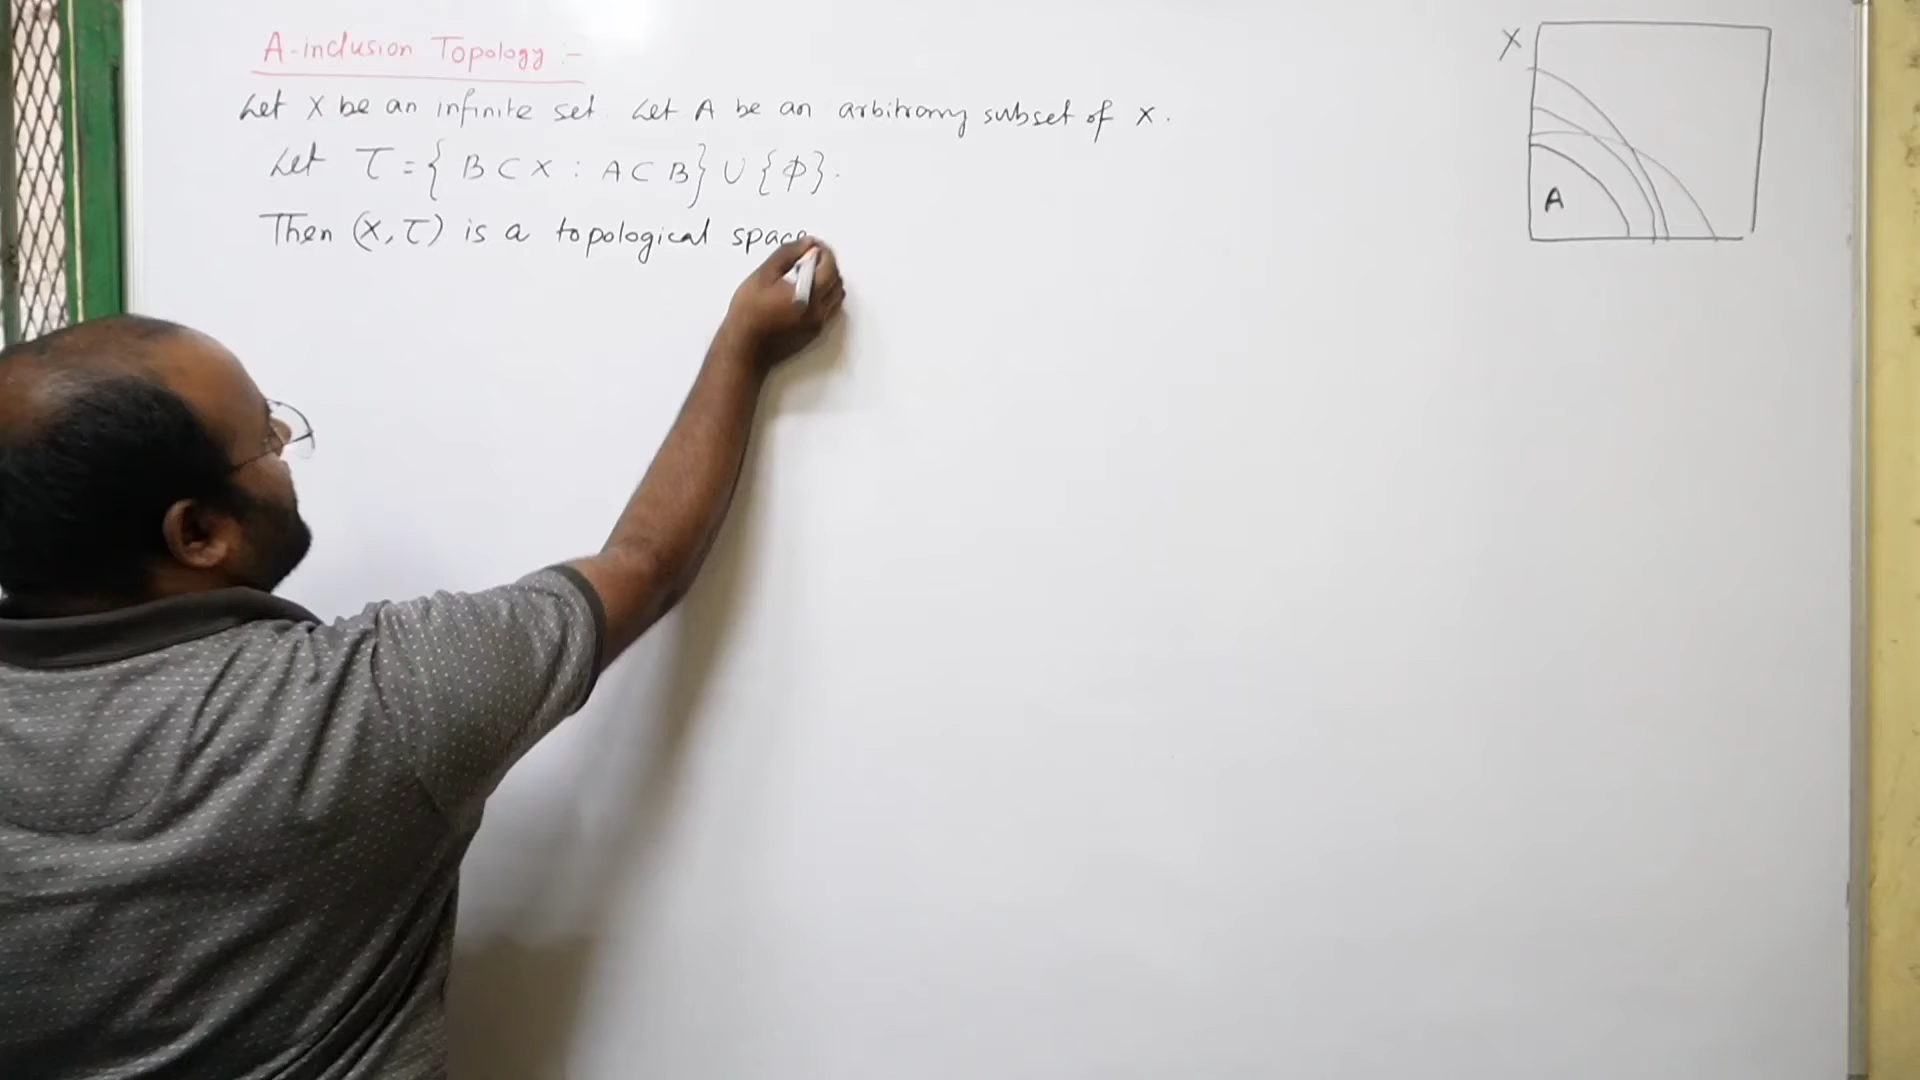 A-inclusion Topology :-
Let X be an infinite set. Let A be an arbitrary subset of X.
Let τ = { B ⊂ X : A ⊂ B} ∪ {ϕ}.
Then (X, τ) is a topological space
X
A